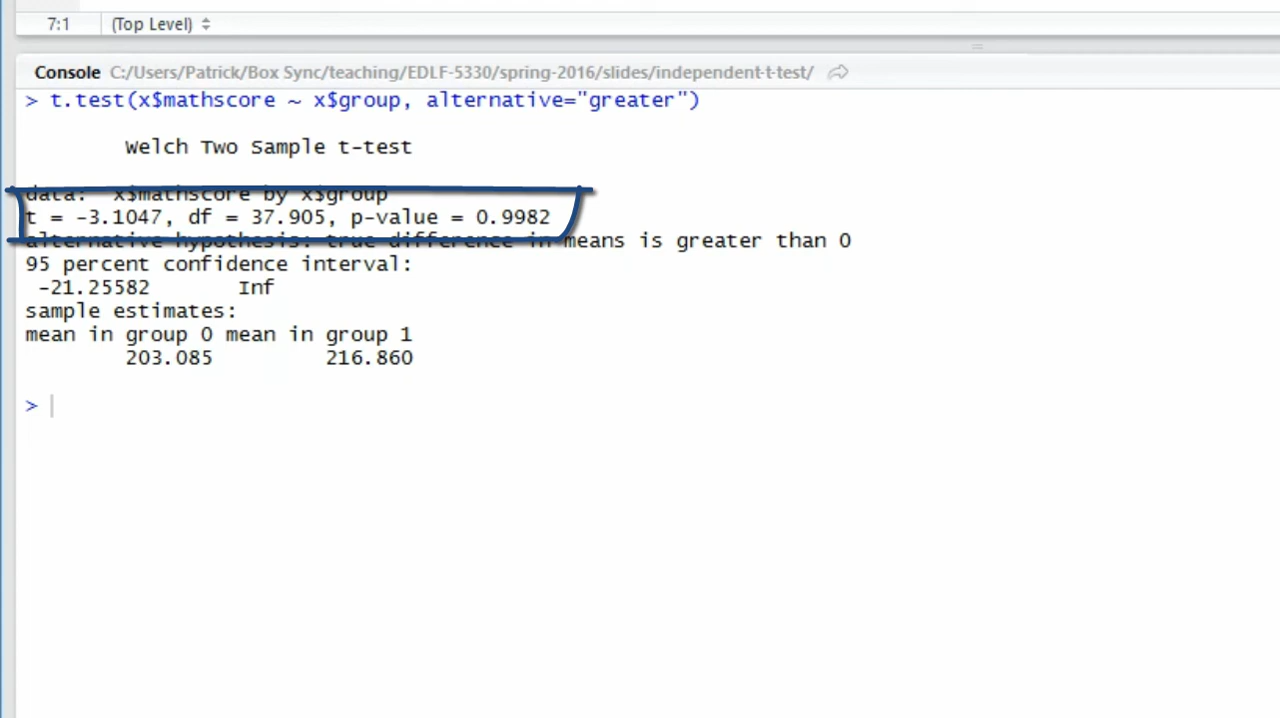 7:1 (Top Level)
Console C:/Users/Patrick/Box Sync/teaching/EDLF-5330/spring-2016/slides/independent-t-test/
> t.test(x$mathscore ~ x$group, alternative="greater")
Welch Two Sample t-test
data: x$mathscore by x$group
t = -3.1047, df = 37.905, p-value = 0.9982
alternative hypothesis: true difference in means is greater than 0
95 percent confidence interval:
-21.25582 Inf
sample estimates:
mean in group 0 mean in group 1
203.085 216.860
>